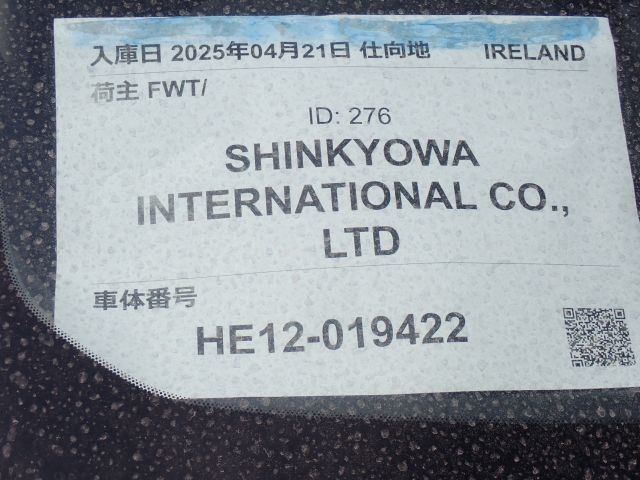 入庫日 2025年04月21日 仕向地 IRELAND
荷主 FWT/
ID: 276
SHINKYOWA
INTERNATIONAL CO.,
LTD
車体番号
HE12-019422